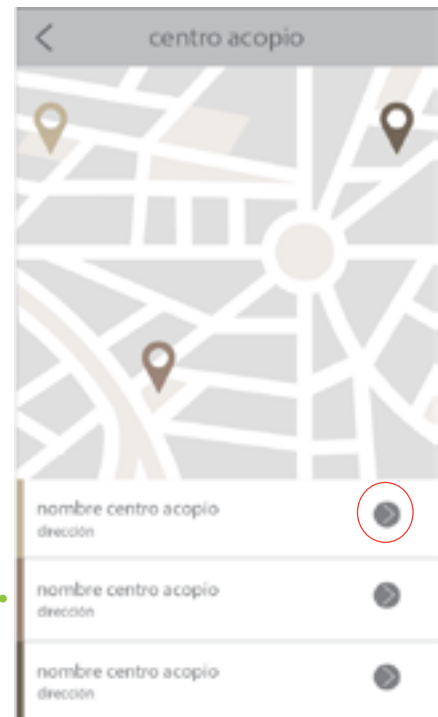 centro acopio
nombre centro acopio
dirección
nombre centro acopio
dirección
nombre centro acopio
dirección